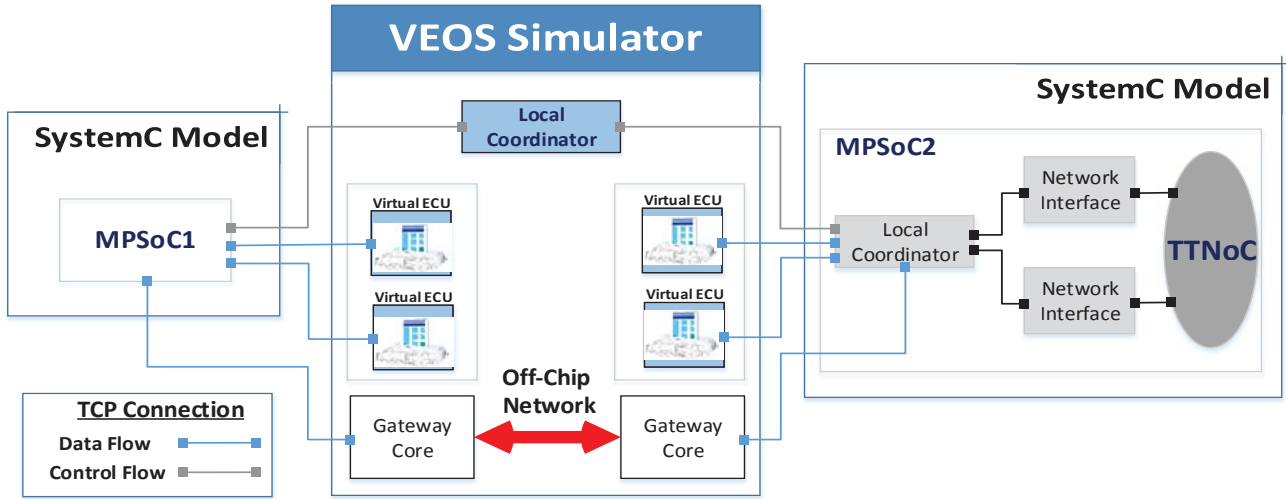 VEOS Simulator
SystemC Model
MPSoC1
Local
Coordinator
Virtual ECU
Virtual ECU
Virtual ECU
Virtual ECU
Off-Chip
Network
Gateway
Core
Gateway
Core
SystemC Model
MPSoC2
Local
Coordinator
Network
Interface
Network
Interface
TTNoC
TCP Connection
Data Flow
Control Flow